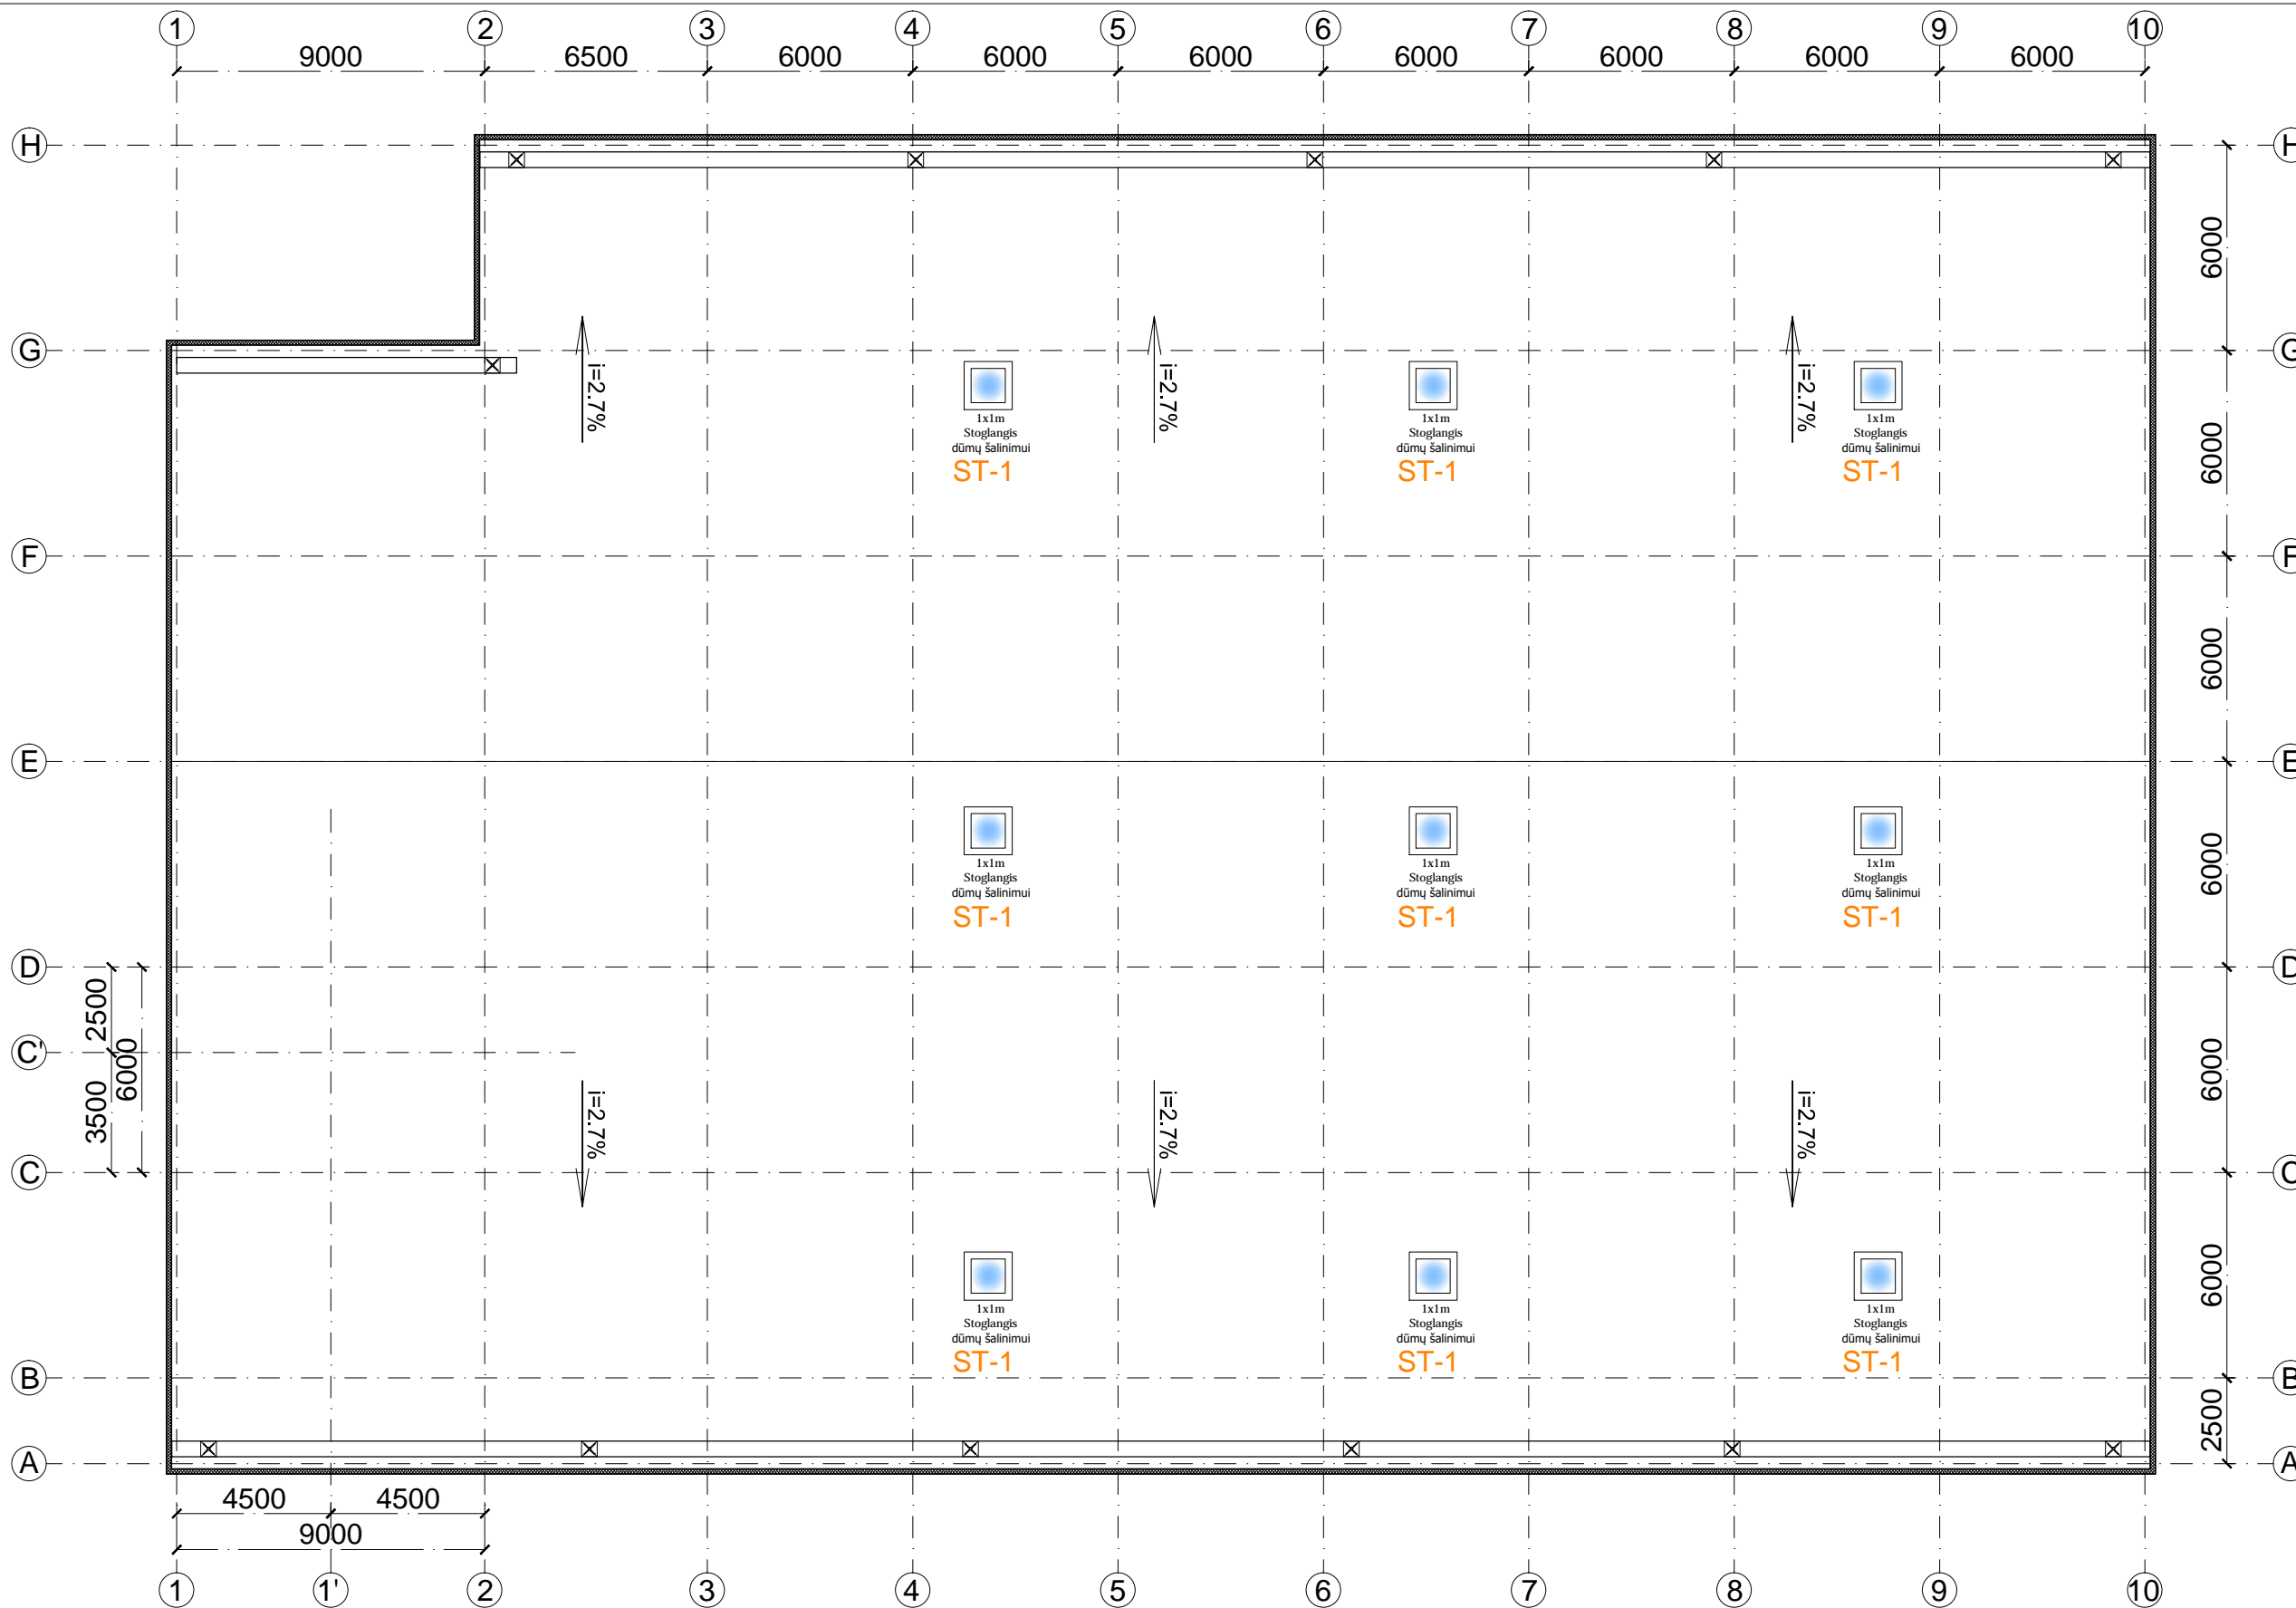 1 2 3 4 5 6 7 8 9 10
9000 6500 6000 6000 6000 6000 6000 6000 6000
H H
6000
G G
i=2.7% i=2.7% i=2.7%
1x1m 1x1m 1x1m
Stoglangis Stoglangis Stoglangis
dūmų šalinimui dūmų šalinimui dūmų šalinimui
ST-1 ST-1 ST-1
6000
F F
6000
E E
1x1m 1x1m 1x1m
Stoglangis Stoglangis Stoglangis
dūmų šalinimui dūmų šalinimui dūmų šalinimui
ST-1 ST-1 ST-1
6000
D D
2500
C'
6000
3500
6000
i=2.7% i=2.7% i=2.7%
C C
1x1m 1x1m 1x1m
Stoglangis Stoglangis Stoglangis
dūmų šalinimui dūmų šalinimui dūmų šalinimui
ST-1 ST-1 ST-1
6000
B B
2500
A A
4500 4500
9000
1 1' 2 3 4 5 6 7 8 9 10